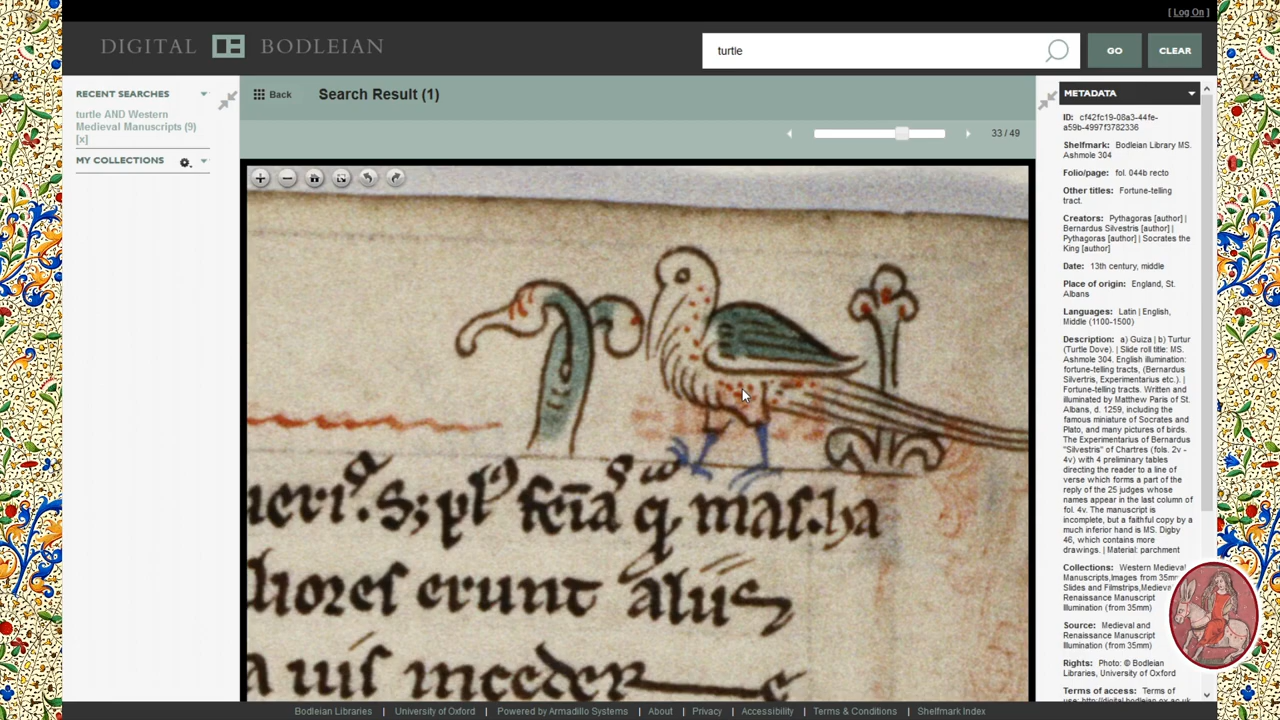 [ Log On ]
DIGITAL BODLEIAN
turtle
GO
CLEAR
RECENT SEARCHES
turtle AND Western
Medieval Manuscripts (9)
[x]
MY COLLECTIONS
Back
Search Result (1)
33 / 49
METADATA
ID: cf42fc19-08a3-44fe-
a59b-4997f3782336
Shelfmark: Bodleian Library MS.
Ashmole 304
Folio/page: fol. 044b recto
Other titles: Fortune-telling
tract.
Creators: Pythagoras [author] |
Bernardus Silvestris [author] |
Pythagoras [author] | Socrates the
King [author]
Date: 13th century, middle
Place of origin: England, St.
Albans
Languages: Latin | English,
Middle (1100-1500)
Description: a) Guiza | b) Turtur
(Turtle Dove). | Slide roll title: MS.
Ashmole 304. English illumination:
fortune-telling tracts, (Bernardus
Silvertris, Experimentarius etc.). |
Fortune-telling tracts. Written and
illuminated by Matthew Paris of St.
Albans, d. 1259, including the
famous miniature of Socrates and
Plato, and many pictures of birds.
The Experimentarius of Bernardus
"Silvestris" of Chartres (fols. 2v -
4v) with 4 preliminary tables
directing the reader to a line of
verse which forms a part of the
reply of the 25 judges whose
names appear in the last column of
fol. 4v. The manuscript is
incomplete, but a faithful copy by a
much inferior hand is MS. Digby
46, which contains more
drawings. | Material: parchment
Collections: Western Medieval
Manuscripts,Images from 35mm
Slides and Filmstrips,Medieval
Renaissance Manuscript
Illumination (from 35mm)
Source: Medieval and
Renaissance Manuscript
Illumination (from 35mm)
Rights: Photo: © Bodleian
Libraries, University of Oxford
Terms of access: Terms of
unt aliis
Bodleian Libraries | University of Oxford | Powered by Armadillo Systems | About | Privacy | Accessibility | Terms & Conditions | Shelfmark Index